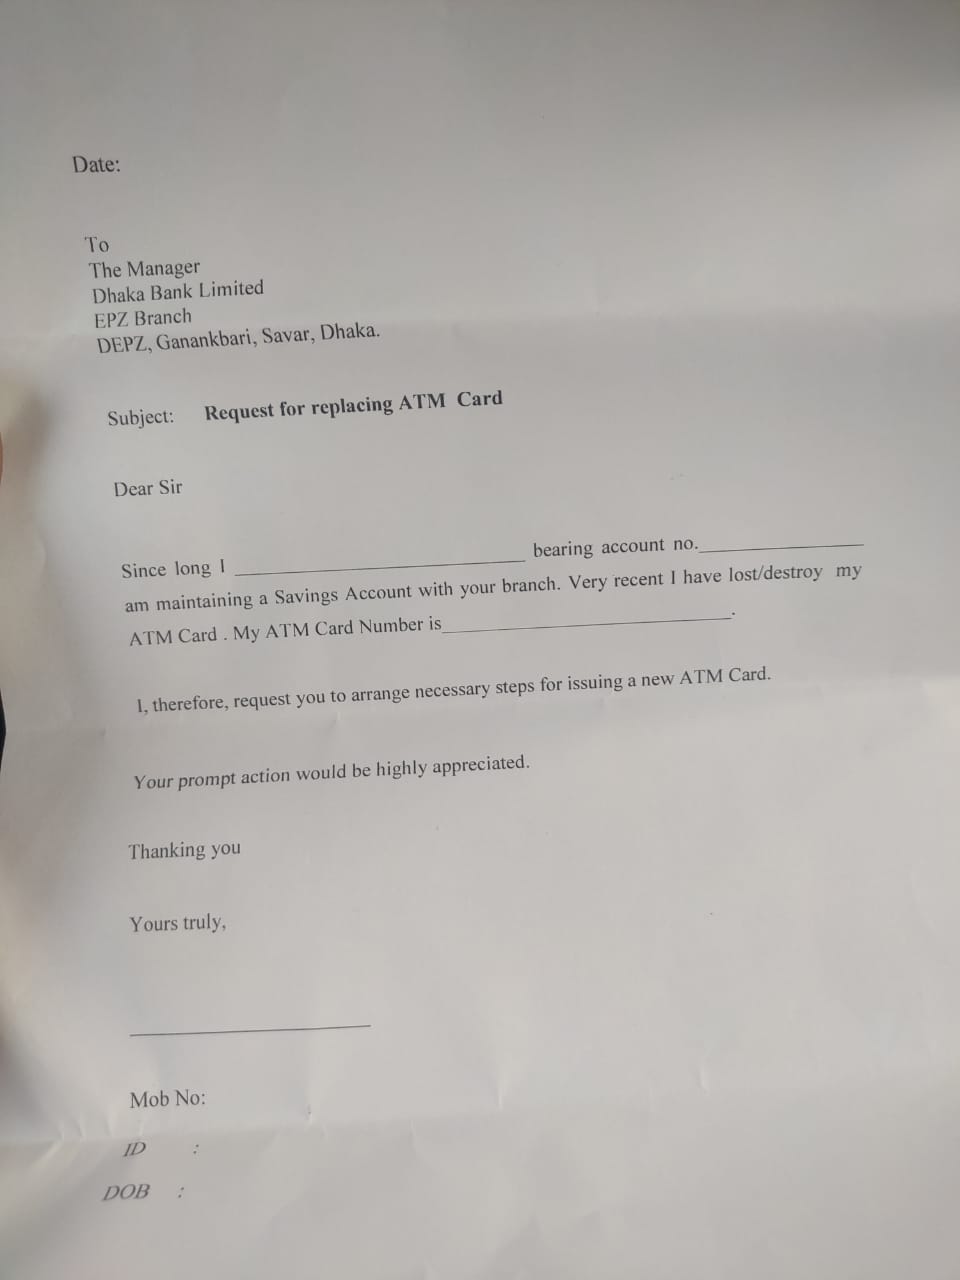 Date:
To
The Manager
Dhaka Bank Limited
EPZ Branch
DEPZ, Ganankbari, Savar, Dhaka.
Subject: Request for replacing ATM Card
Dear Sir
Since long I ______________________________ bearing account no._________________
am maintaining a Savings Account with your branch. Very recent I have lost/destroy my
ATM Card . My ATM Card Number is______________________________.
I, therefore, request you to arrange necessary steps for issuing a new ATM Card.
Your prompt action would be highly appreciated.
Thanking you
Yours truly,
_________________________
Mob No:
ID :
DOB :